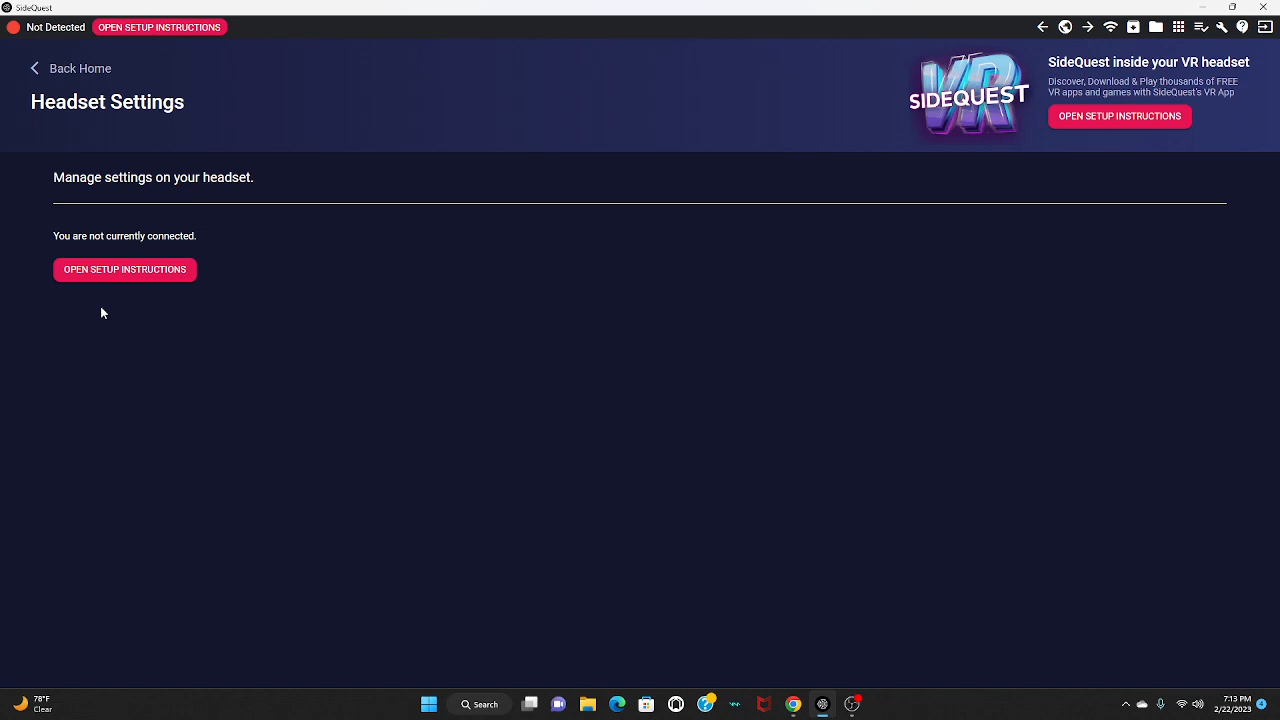 SideQuest
Not Detected
OPEN SETUP INSTRUCTIONS
Back Home
Headset Settings
VR
SIDEQUEST
SideQuest inside your VR headset
Discover, Download & Play thousands of FREE
VR apps and games with SideQuest's VR App
OPEN SETUP INSTRUCTIONS
Manage settings on your headset.
You are not currently connected.
OPEN SETUP INSTRUCTIONS
78°F
Clear
Search
7:13 PM
2/22/2023
4